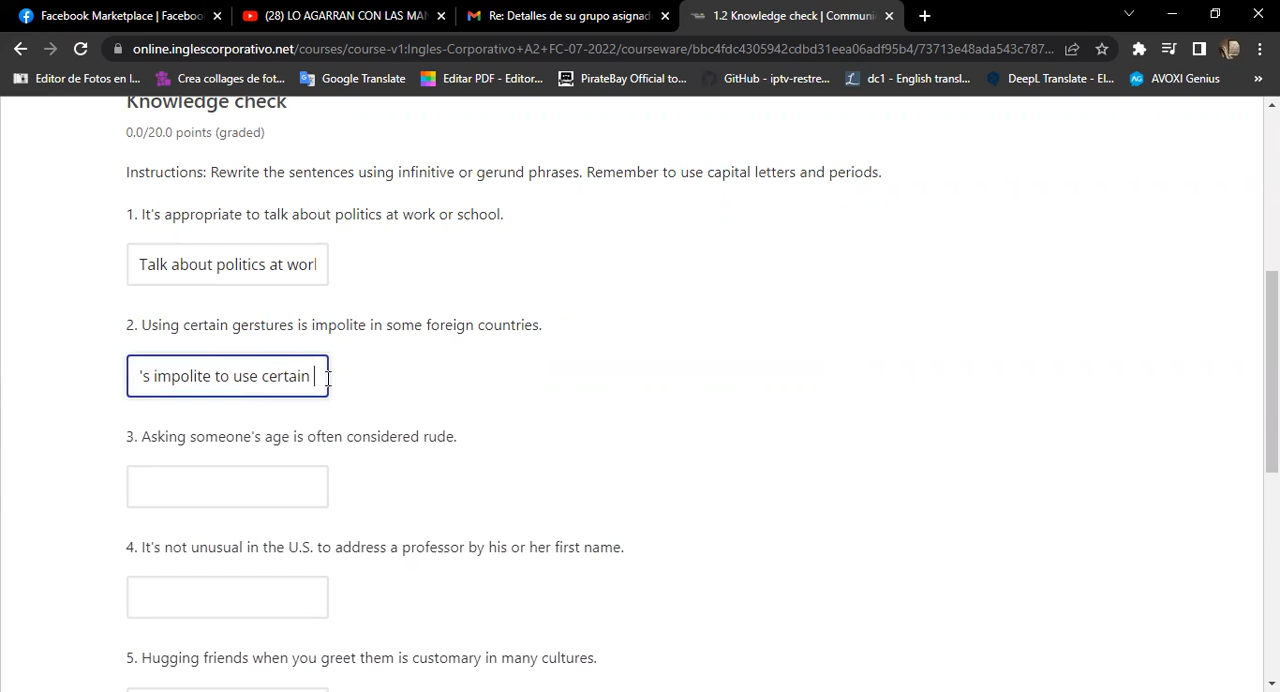 Facebook Marketplace | Faceboo
(28) LO AGARRAN CON LAS MAN
Re: Detalles de su grupo asignad
1.2 Knowledge check | Communi
online.inglescorporativo.net/courses/course-v1:Ingles-Corporativo+A2+FC-07-2022/courseware/bbc4fdc4305942cdbd31eea06adf95b4/73713e48ada543c787...
Editor de Fotos en l...
Crea collages de fot...
Google Translate
Editar PDF - Editor...
PirateBay Official to...
GitHub - iptv-restre...
dc1 - English transl...
DeepL Translate - El...
AVOXI Genius
»
Knowledge check
0.0/20.0 points (graded)
Instructions: Rewrite the sentences using infinitive or gerund phrases. Remember to use capital letters and periods.
1. It's appropriate to talk about politics at work or school.
Talk about politics at worl
2. Using certain gerstures is impolite in some foreign countries.
's impolite to use certain
3. Asking someone's age is often considered rude.
4. It's not unusual in the U.S. to address a professor by his or her first name.
5. Hugging friends when you greet them is customary in many cultures.